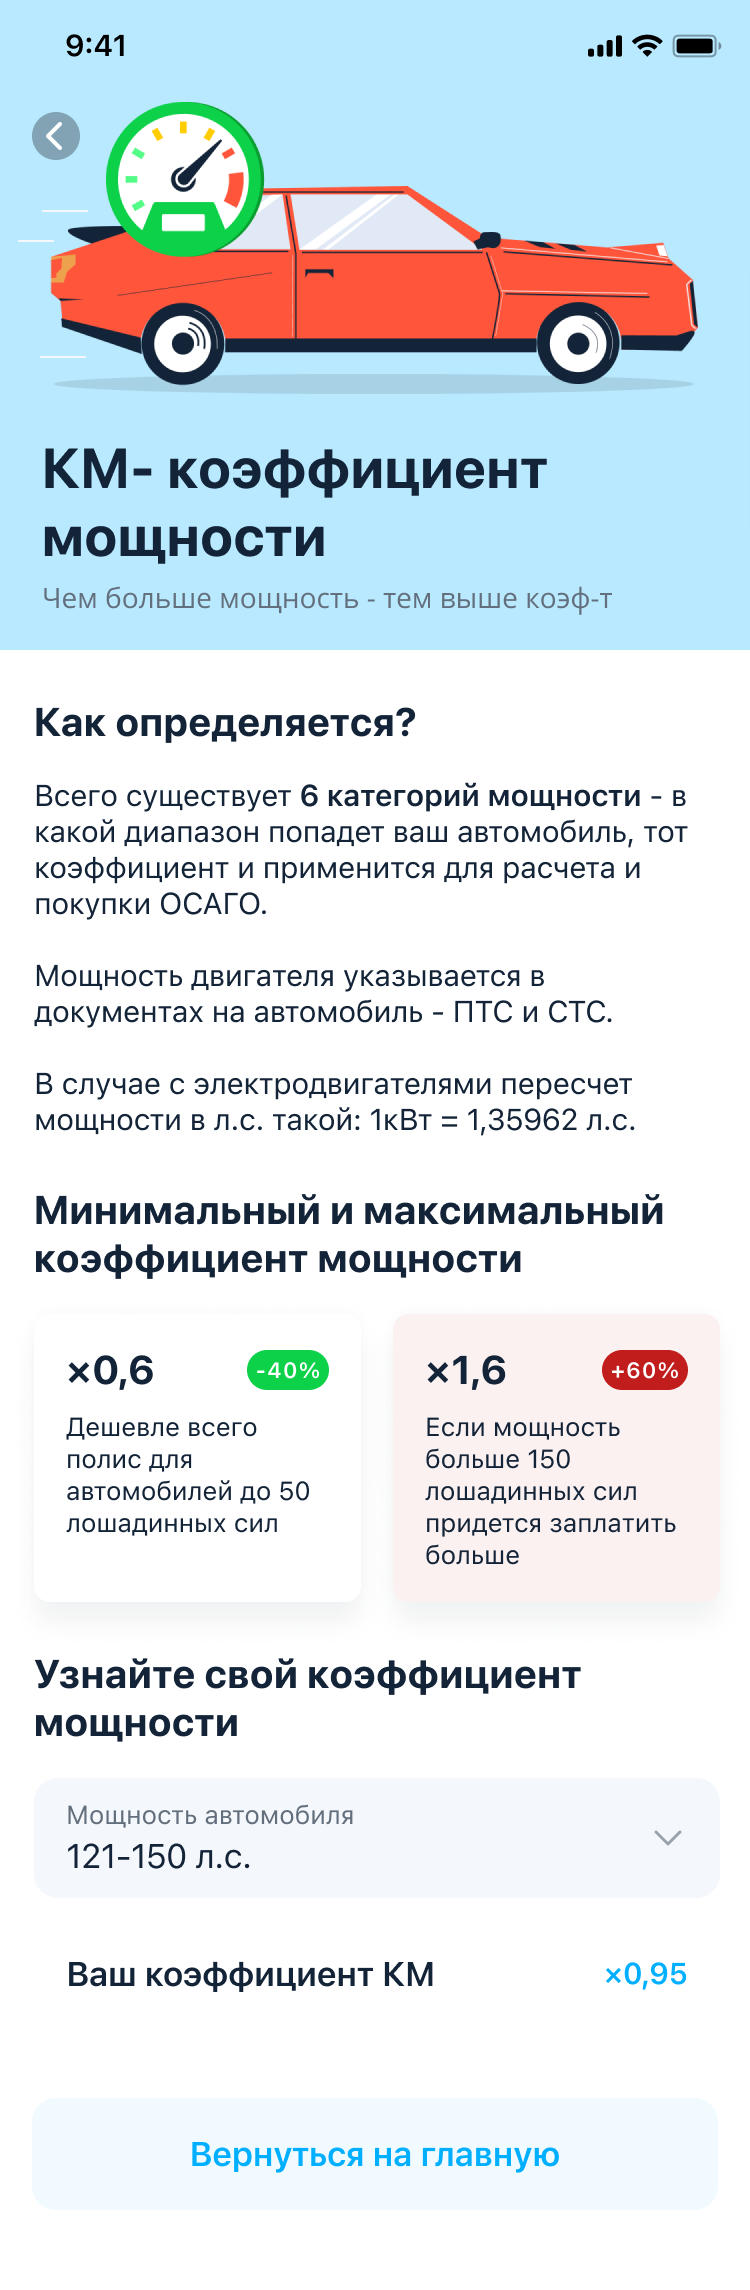 9:41
КМ- коэффициент
мощности
Чем больше мощность - тем выше коэф-т
Как определяется?
Всего существует 6 категорий мощности - в
какой диапазон попадет ваш автомобиль, тот
коэффициент и применится для расчета и
покупки ОСАГО.
Мощность двигателя указывается в
документах на автомобиль - ПТС и СТС.
В случае с электродвигателями пересчет
мощности в л.с. такой: 1кВт = 1,35962 л.с.
Минимальный и максимальный
коэффициент мощности
×0,6
-40%
Дешевле всего
полис для
автомобилей до 50
лошадинных сил
×1,6
+60%
Если мощность
больше 150
лошадинных сил
придется заплатить
больше
Узнайте свой коэффициент
мощности
Мощность автомобиля
121-150 л.с.
Ваш коэффициент КМ
×0,95
Вернуться на главную